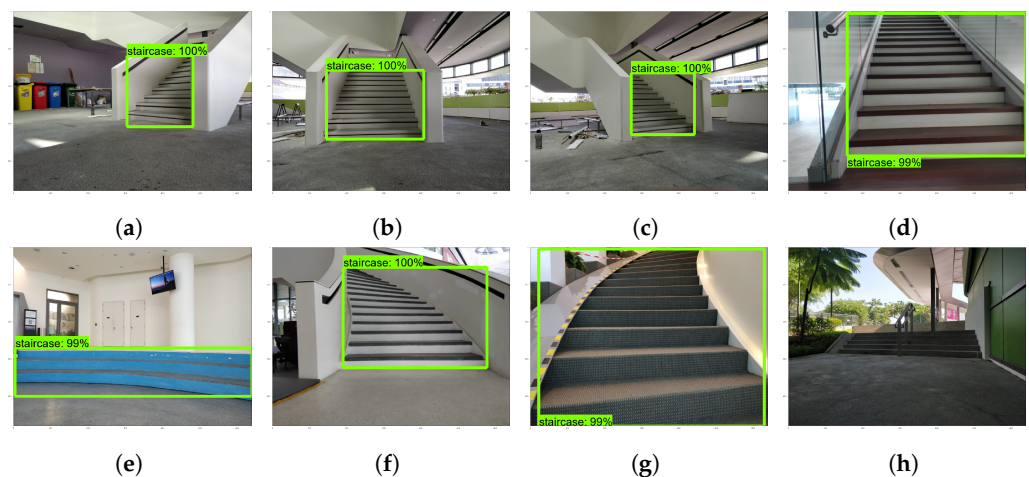 staircase: 100%
staircase: 100%
staircase: 100%
staircase: 99%
(a)
(b)
(c)
(d)
staircase: 99%
staircase: 100%
staircase: 99%
(e)
(f)
(g)
(h)